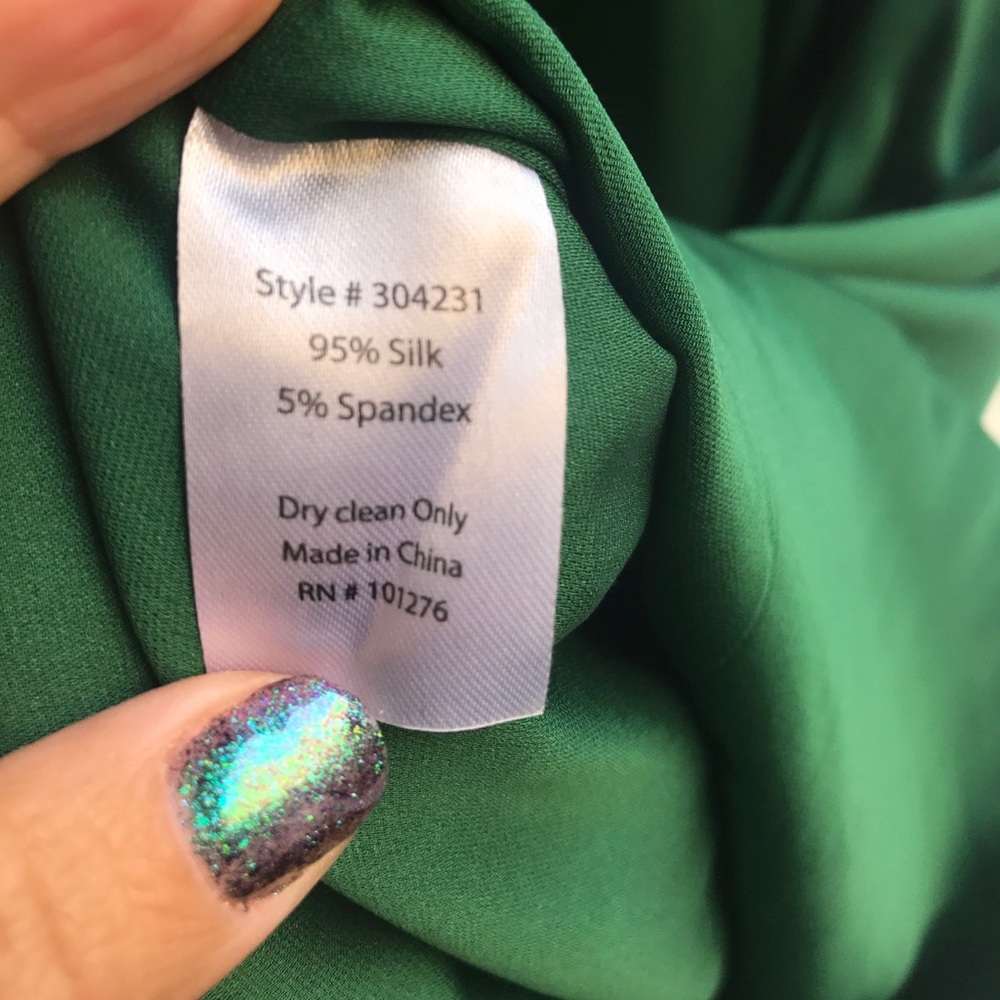 Style # 304231
95% Silk
5% Spandex
Dry clean Only
Made in China
RN # 101276